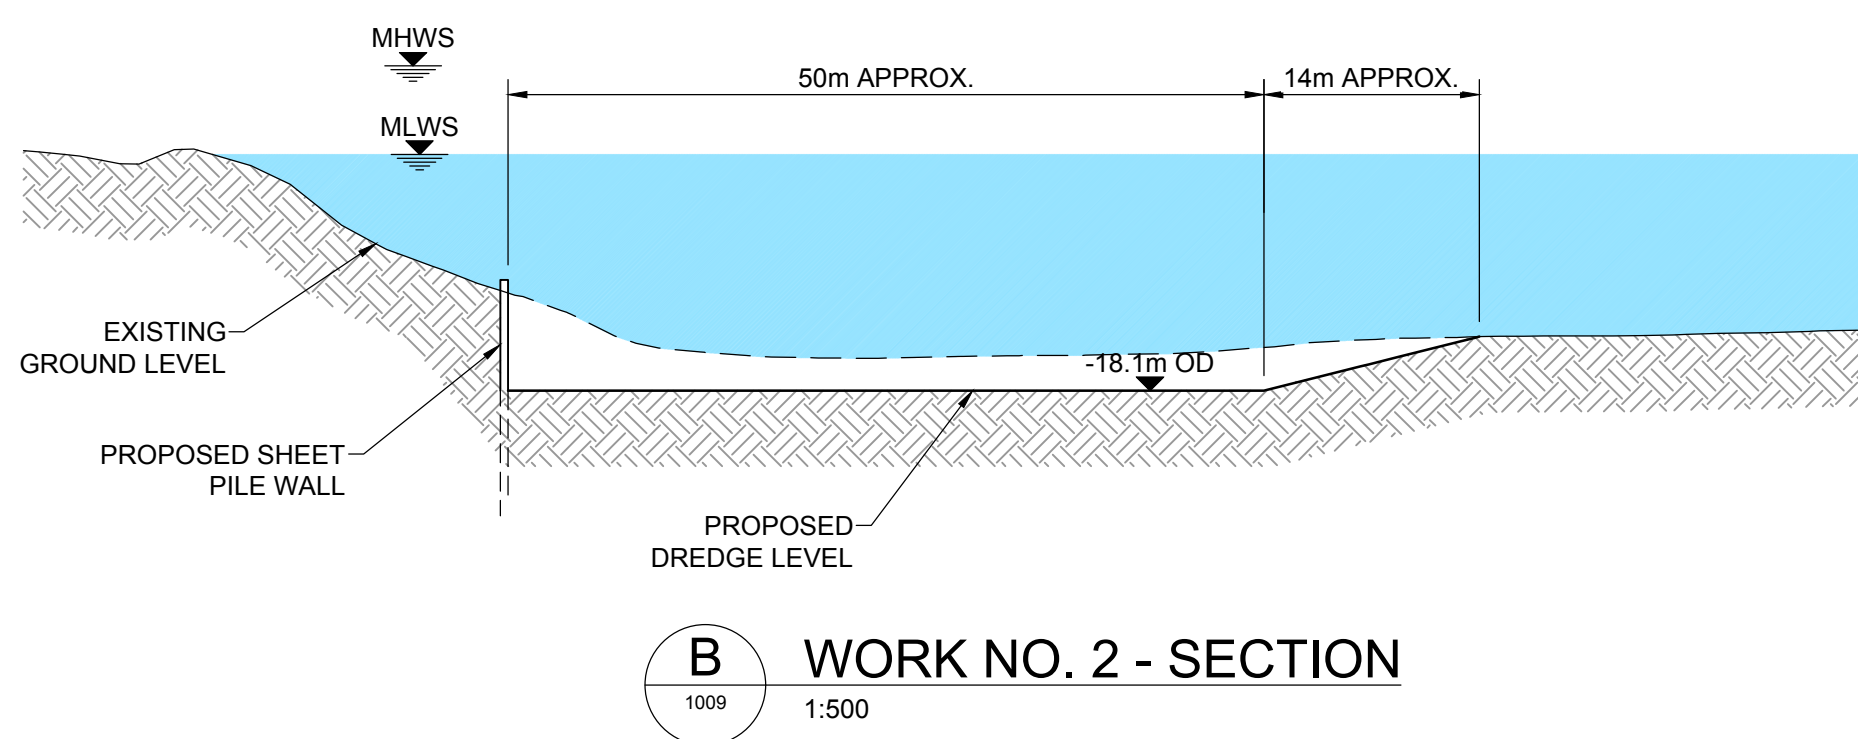 MHWS
50m APPROX.
14m APPROX.
MLWS
EXISTING
GROUND LEVEL
-18.1m OD
PROPOSED SHEET
PILE WALL
PROPOSED
DREDGE LEVEL
B
1009
WORK NO. 2 - SECTION
1:500